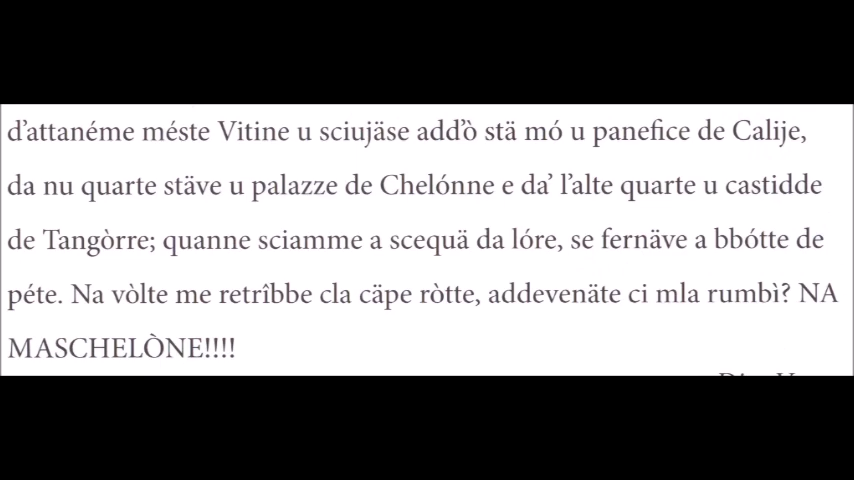 d'attanéme méste Vitine u sciujäse add'ò stä mó u panefice de Calije,
da nu quarte stäve u palazze de Chelónne e da' l'alte quarte u castidde
de Tangòrre; quanne sciamme a scequä da lóre, se fernäve a bbótte de
péte. Na vòlte me retrîbbe cla cäpe ròtte, addevenäte ci mla rumbì? NA
MASCHELÒNE!!!!